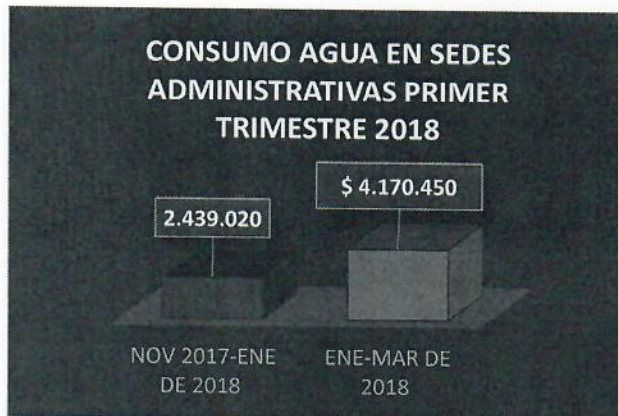 CONSUMO AGUA EN SEDES
ADMINISTRATIVAS PRIMER
TRIMESTRE 2018
$ 4.170.450
2.439.020
NOV 2017-ENE
DE 2018
ENE-MAR DE
2018